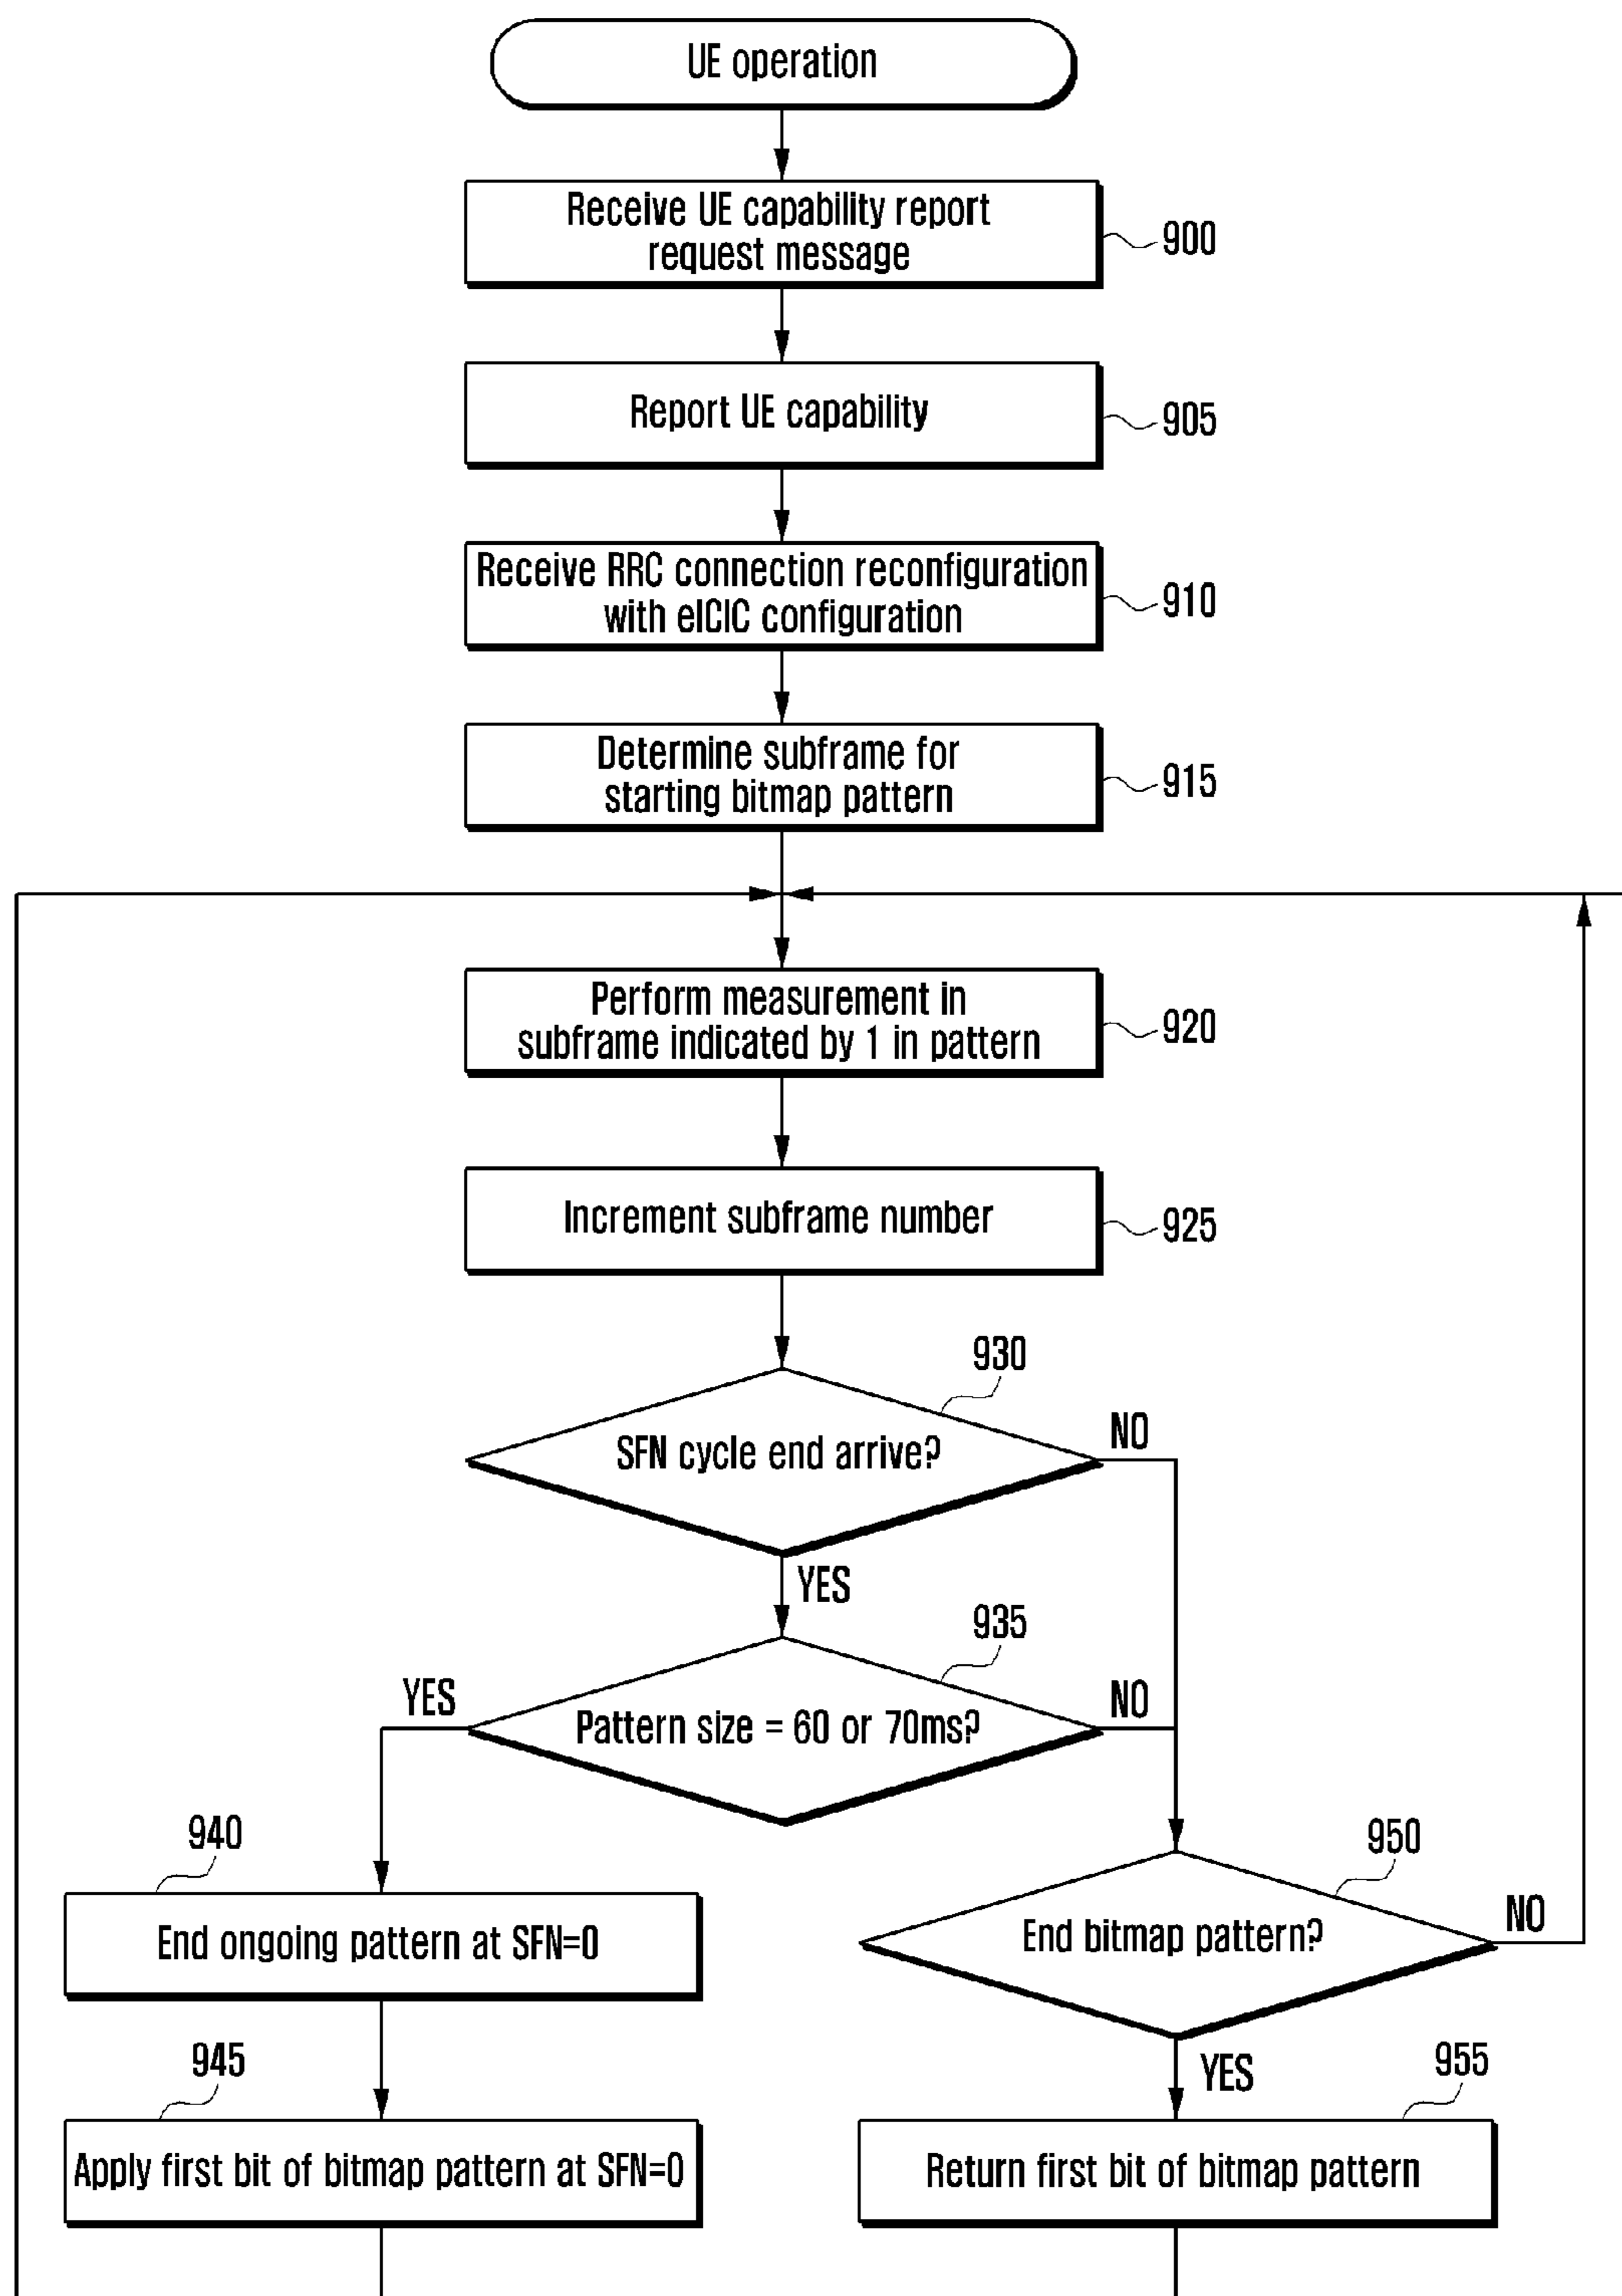 UE operation
Receive UE capability report
request message
900
Report UE capability
905
Receive RRC connection reconfiguration
with eICIC configuration
910
Determine subframe for
starting bitmap pattern
915
Perform measurement in
subframe indicated by 1 in pattern
920
Increment subframe number
925
930
SFN cycle end arrive?
NO
YES
935
Pattern size = 60 or 70ms?
YES
NO
940
End ongoing pattern at SFN=0
950
End bitmap pattern?
NO
YES
945
Apply first bit of bitmap pattern at SFN=0
955
Return first bit of bitmap pattern